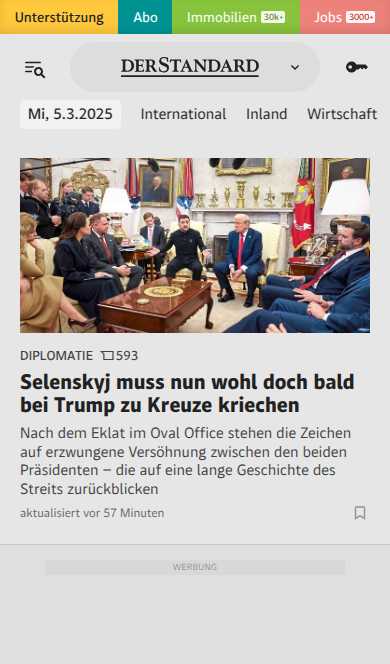 Unterstützung Abo Immobilien 30k+ Jobs 3000+
DERSTANDARD
Mi, 5.3.2025 International Inland Wirtschaft
DIPLOMATIE 593
Selenskyj muss nun wohl doch bald
bei Trump zu Kreuze kriechen
Nach dem Eklat im Oval Office stehen die Zeichen
auf erzwungene Versöhnung zwischen den beiden
Präsidenten – die auf eine lange Geschichte des
Streits zurückblicken
aktualisiert vor 57 Minuten
WERBUNG